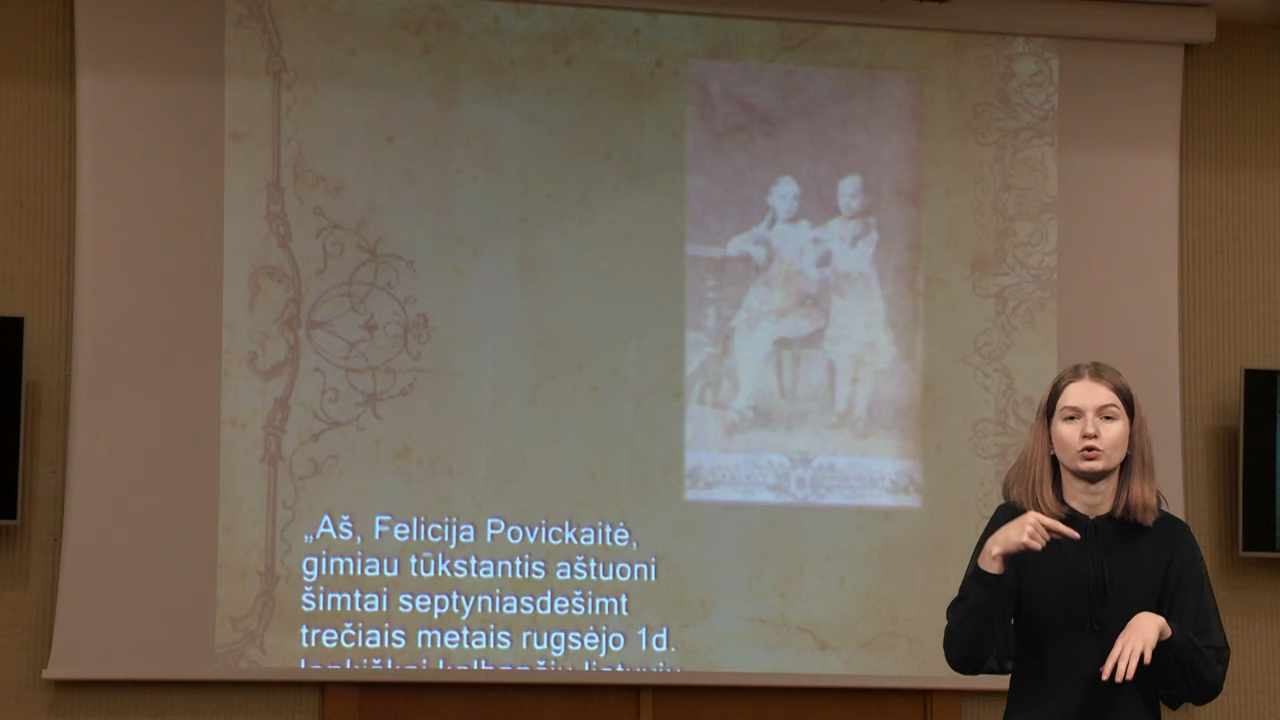 „Aš, Felicija Povickaitė,
gimiau tūkstantis aštuoni
šimtai septyniasdešimt
trečiais metais rugsėjo 1d.